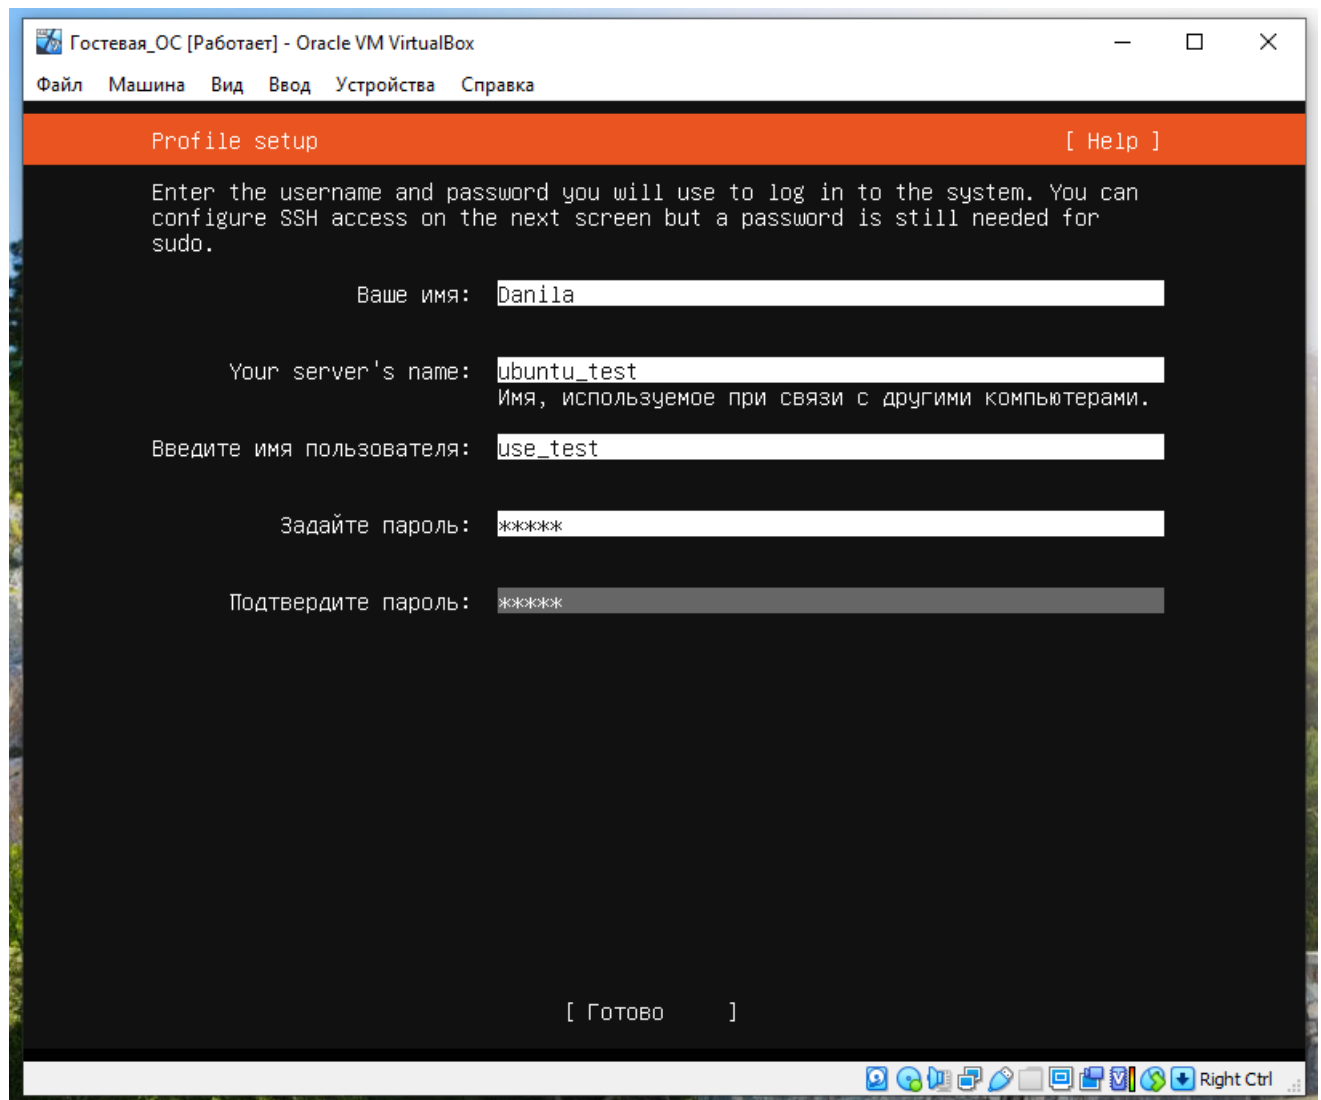 Гостевая_ОС [Работает] - Oracle VM VirtualBox
Файл Машина Вид Ввод Устройства Справка
Profile setup [ Help ]
Enter the username and password you will use to log in to the system. You can
configure SSH access on the next screen but a password is still needed for
sudo.
Ваше имя: Danila
Your server's name: ubuntu_test
Имя, используемое при связи с другими компьютерами.
Введите имя пользователя: use_test
Задайте пароль: *****
Подтвердите пароль: *****
[ Готово ]
Right Ctrl